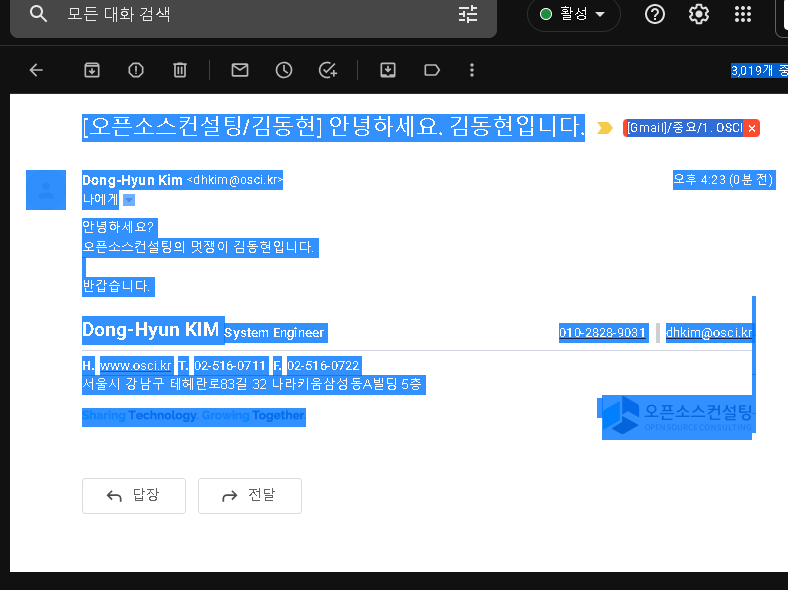 모든 대화 검색
활성
3,019개 중
[오픈소스컨설팅/김동현] 안녕하세요. 김동현입니다.
[Gmail]/중요/1. OSCI ×
Dong-Hyun Kim <dhkim@osci.kr>
오후 4:23 (0분 전)
나에게
안녕하세요?
오픈소스컨설팅의 멋쟁이 김동현입니다.
반갑습니다.
Dong-Hyun KIM System Engineer
010-2828-9031 | dhkim@osci.kr
H. www.osci.kr T. 02-516-0711 F. 02-516-0722
서울시 강남구 테헤란로83길 32 나라키움삼성동A빌딩 5층
Sharing Technology, Growing Together
오픈소스컨설팅
OPEN SOURCE CONSULTING
답장
전달